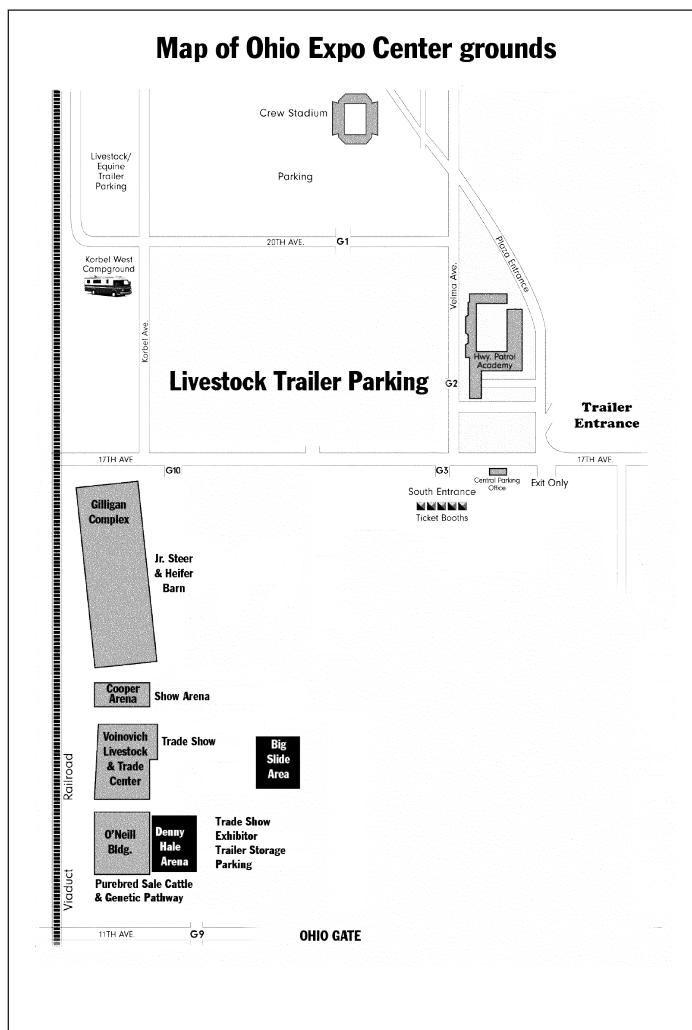 Map of Ohio Expo Center grounds
Crew Stadium
Livestock/
Equine
Trailer
Parking
Parking
20TH AVE.
G1
Plaza Entrance
Korbel West
Campground
Velma Ave.
Korbel Ave.
Hwy. Patrol
Academy
Livestock Trailer Parking
G2
Trailer
Entrance
17TH AVE.
17TH AVE.
G10
G3
Central Parking
Office
Exit Only
South Entrance
Ticket Booths
Gilligan
Complex
Jr. Steer
& Heifer
Barn
Cooper
Arena
Show Arena
Voinovich
Livestock
& Trade
Center
Trade Show
Big
Slide
Area
Railroad
O'Neill
Bldg.
Denny
Hale
Arena
Trade Show
Exhibitor
Trailer Storage
Parking
Viaduct
Purebred Sale Cattle
& Genetic Pathway
11TH AVE.
G9
OHIO GATE